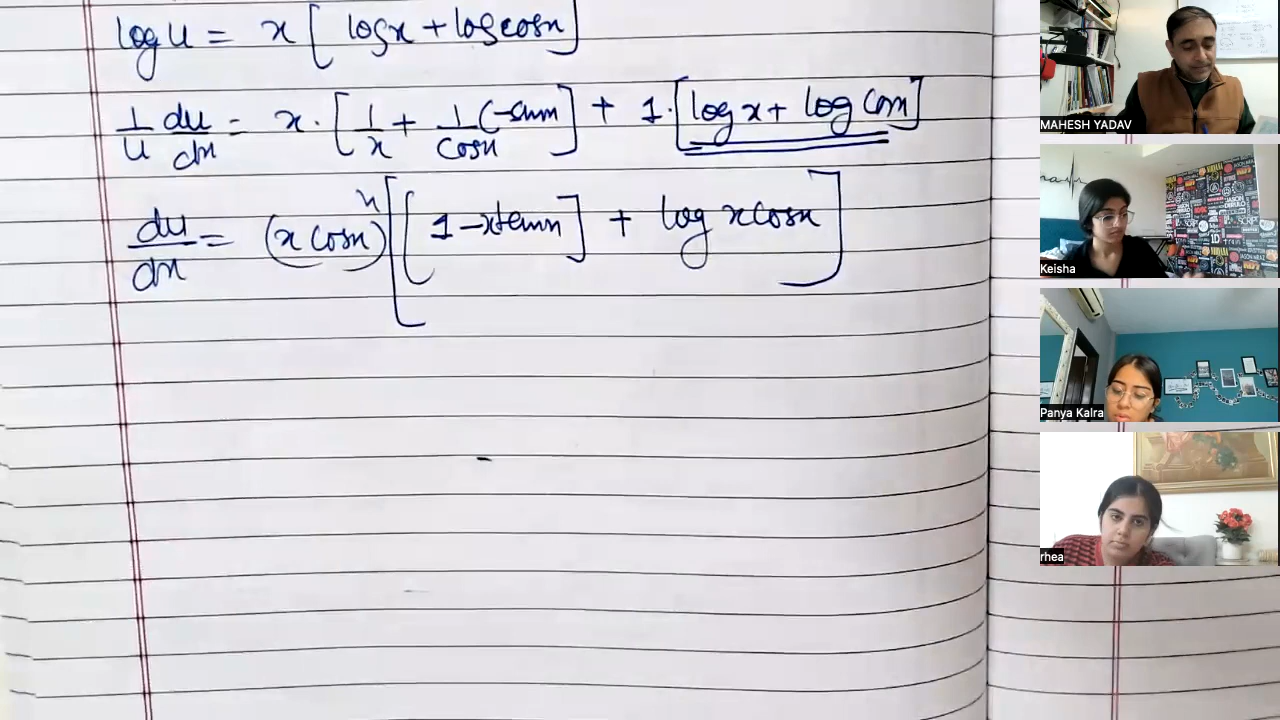 log u = x [ log x + log cos x ]
1/u du/dx = x · [ 1/x + 1/cos x (-sin x ] + 1 · [ log x + log cos x ]
du/dx = (x cos x)^x [ [ 1 - x tan x ] + log x cos x ]
MAHESH YADAV
Keisha
Panya Kalra
rhea